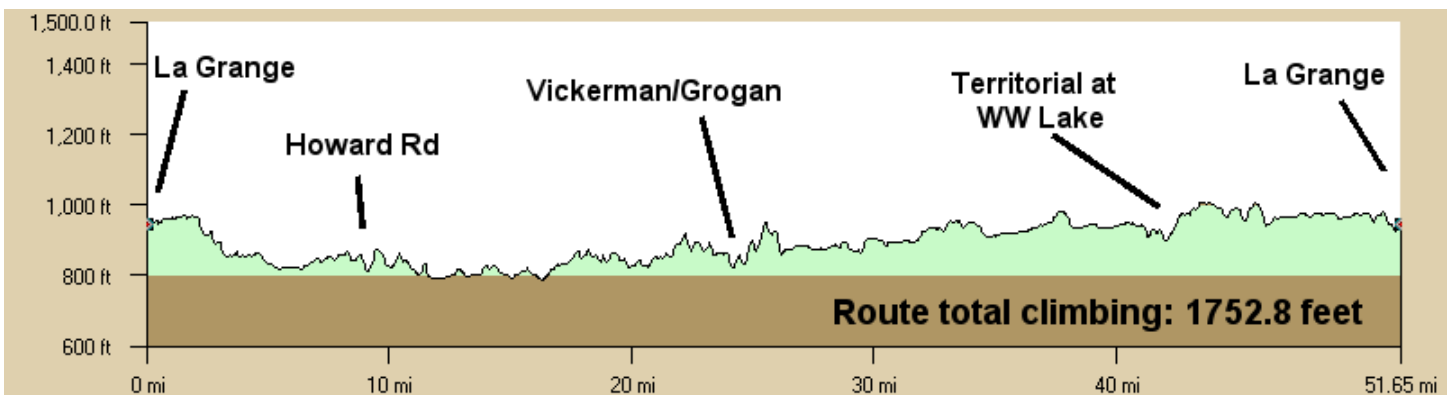 1,500.0 ft
1,400 ft
1,200 ft
1,000 ft
800 ft
600 ft
La Grange
Howard Rd
Vickerman/Grogan
Territorial at
WW Lake
La Grange
Route total climbing: 1752.8 feet
0 mi
10 mi
20 mi
30 mi
40 mi
51.65 mi